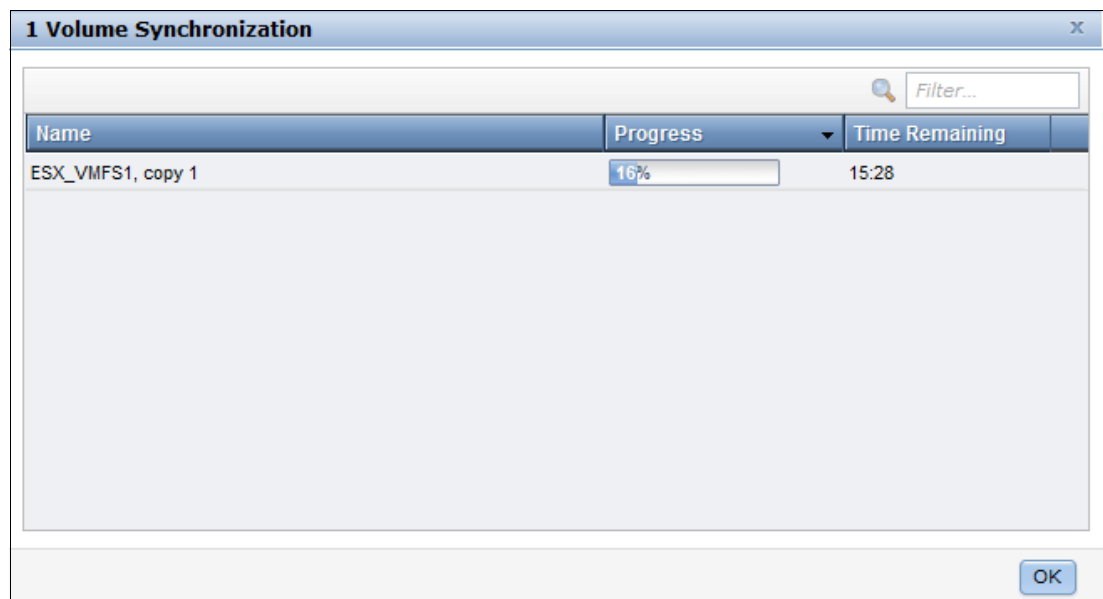 1 Volume Synchronization x
Filter...
Name Progress Time Remaining
ESX_VMFS1, copy 1 16% 15:28
OK